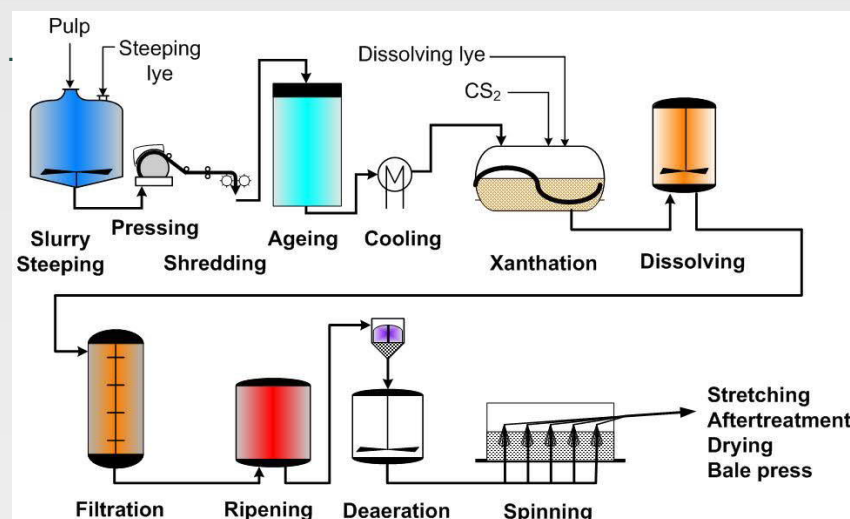 Pulp
Steeping
lye
Dissolving lye
CS₂
M
Slurry
Steeping
Pressing
Shredding
Ageing
Cooling
Xanthation
Dissolving
Stretching
Aftertreatment
Drying
Bale press
Filtration
Ripening
Deaeration
Spinning